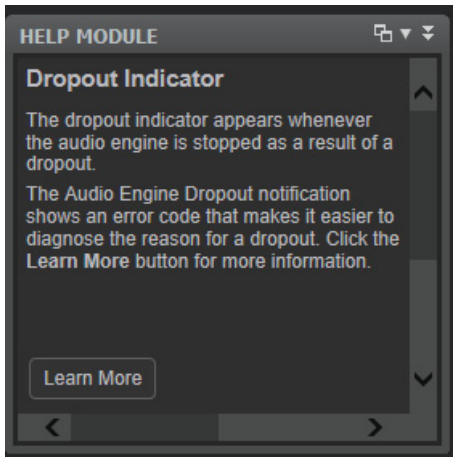 HELP MODULE
Dropout Indicator
The dropout indicator appears whenever
the audio engine is stopped as a result of a
dropout.
The Audio Engine Dropout notification
shows an error code that makes it easier to
diagnose the reason for a dropout. Click the
Learn More button for more information.
Learn More